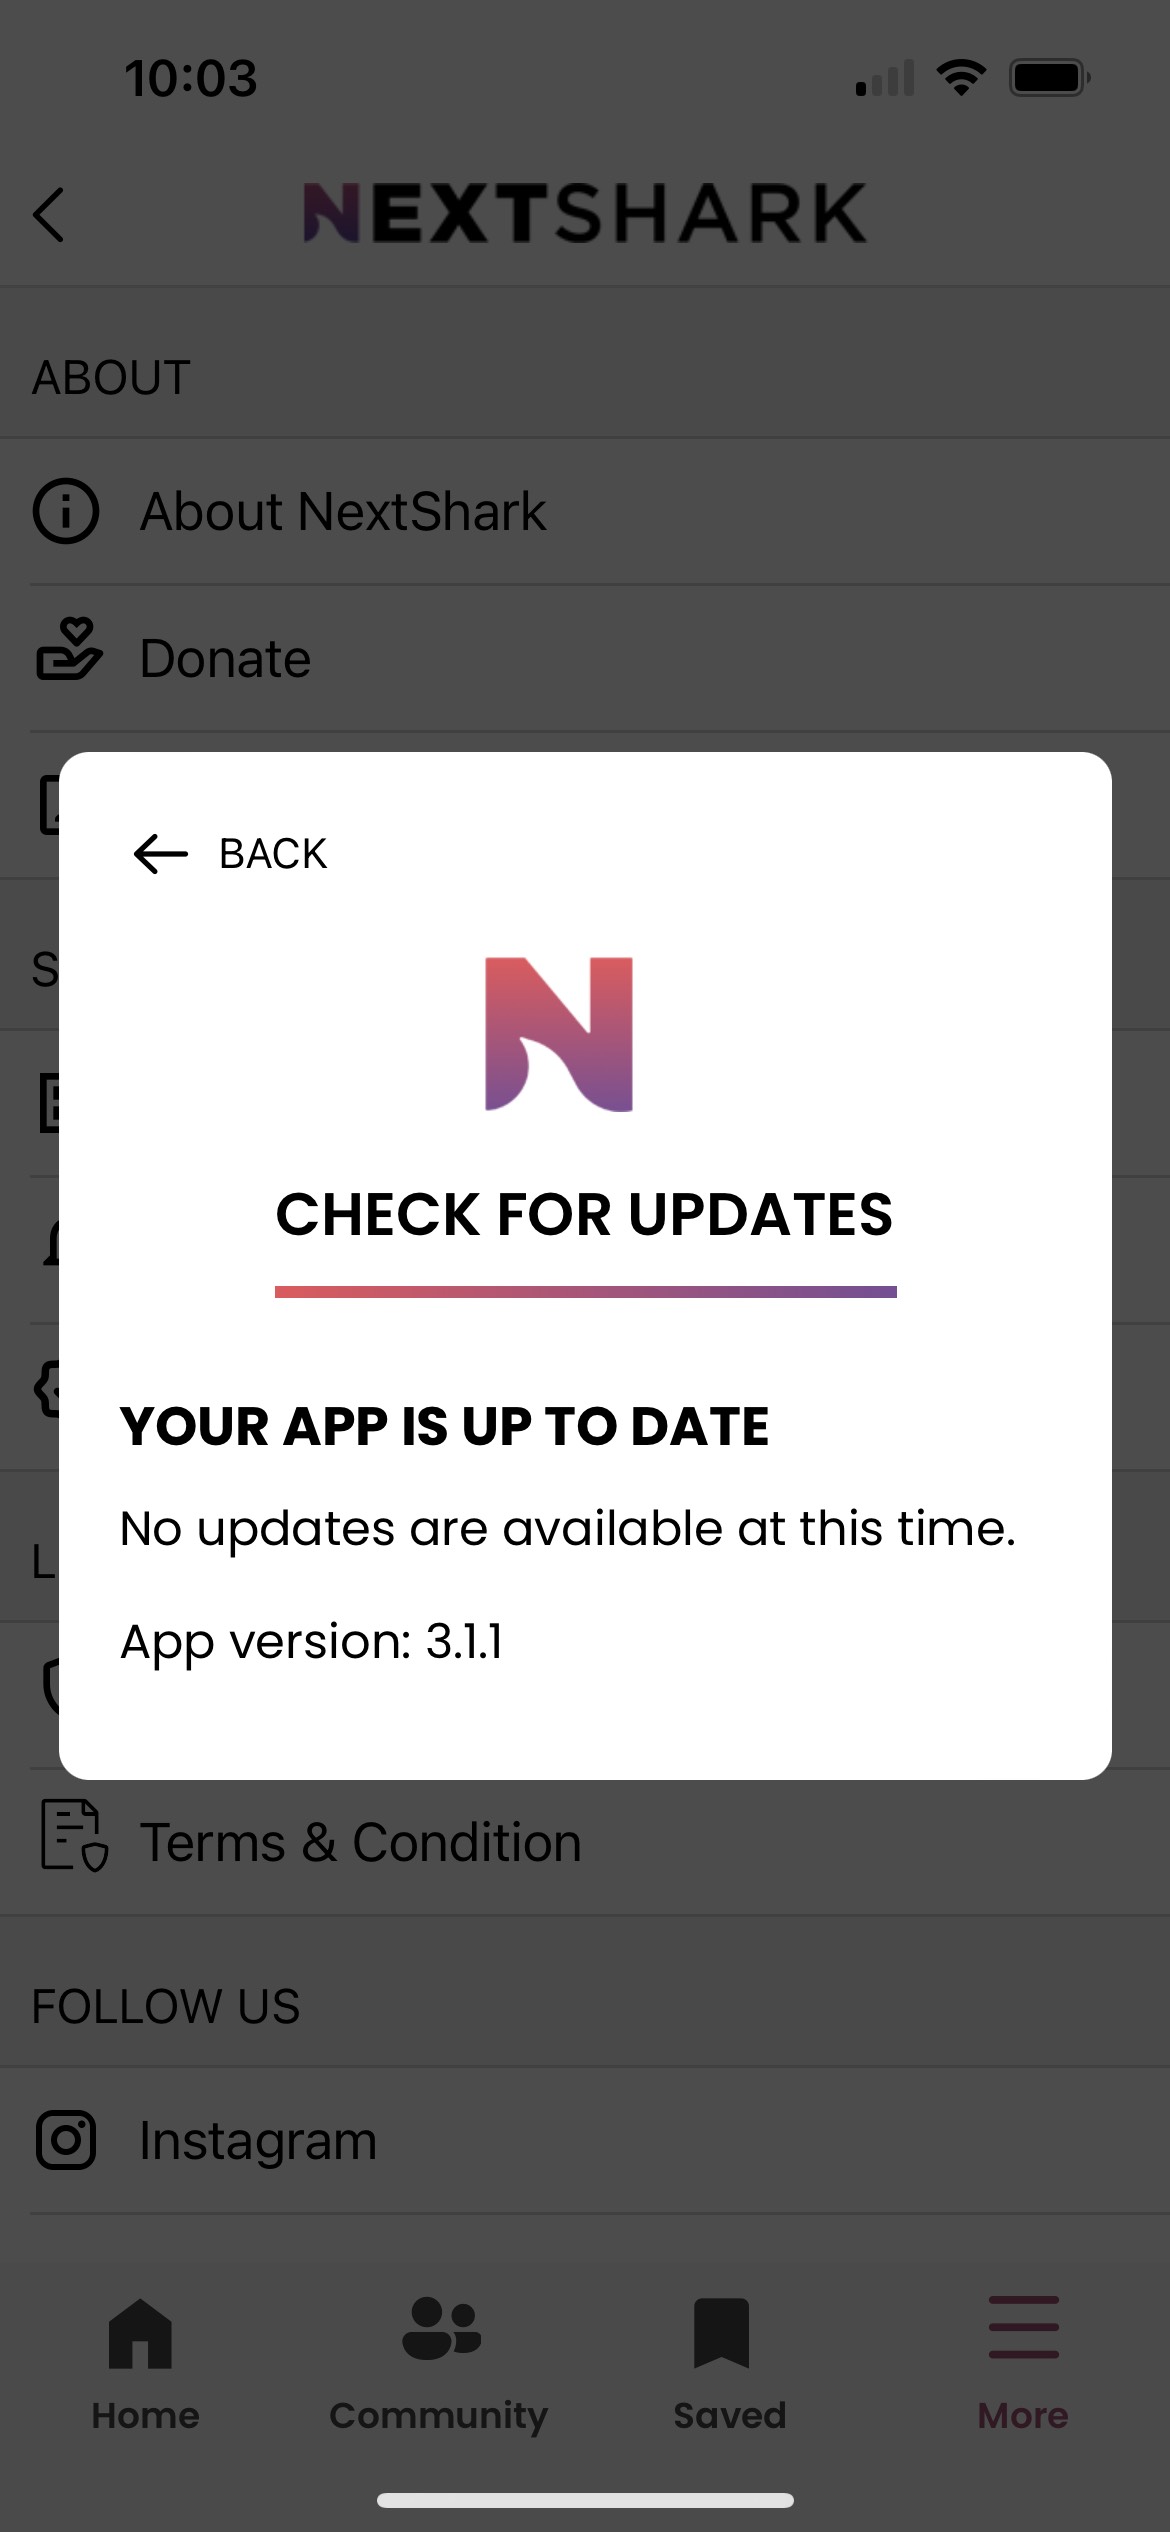 10:03
NEXTSHARK
ABOUT
About NextShark
Donate
BACK
CHECK FOR UPDATES
YOUR APP IS UP TO DATE
No updates are available at this time.
App version: 3.1.1
Terms & Condition
FOLLOW US
Instagram
Home
Community
Saved
More